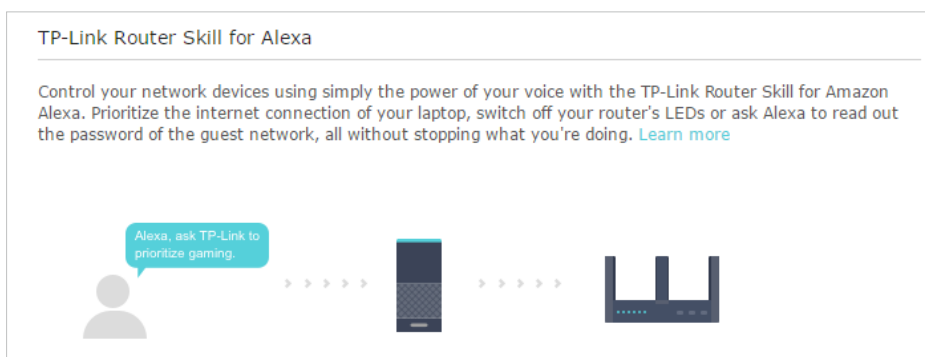 TP-Link Router Skill for Alexa
Control your network devices using simply the power of your voice with the TP-Link Router Skill for Amazon
Alexa. Prioritize the internet connection of your laptop, switch off your router's LEDs or ask Alexa to read out
the password of the guest network, all without stopping what you're doing. Learn more
Alexa, ask TP-Link to
prioritize gaming.